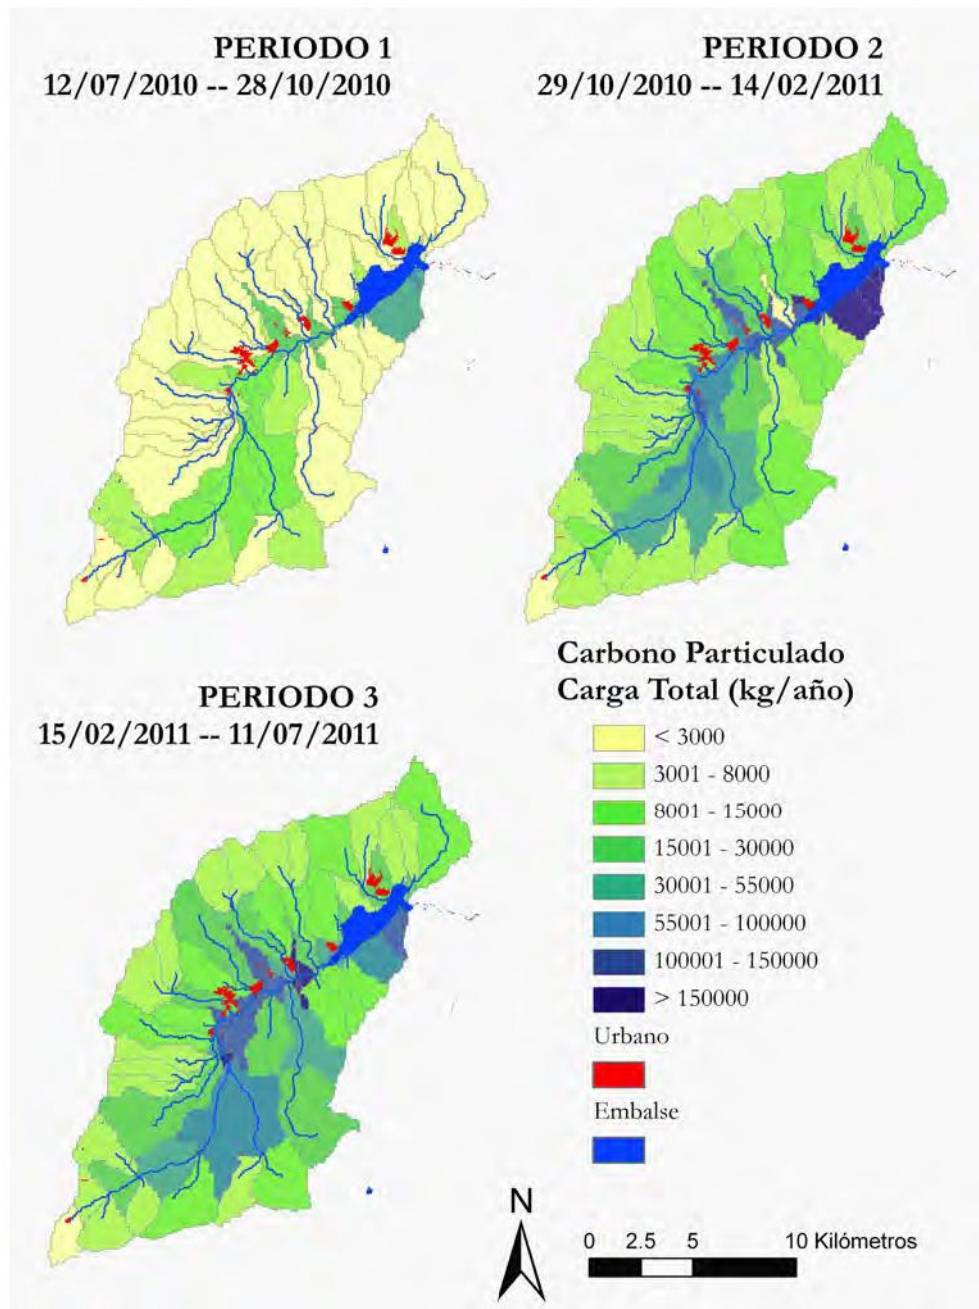 PERIODO 1
12/07/2010 -- 28/10/2010
PERIODO 2
29/10/2010 -- 14/02/2011
PERIODO 3
15/02/2011 -- 11/07/2011
Carbono Particulado
Carga Total (kg/año)
< 3000
3001 - 8000
8001 - 15000
15001 - 30000
30001 - 55000
55001 - 100000
100001 - 150000
> 150000
Urbano
Embalse
N
0 2.5 5 10 Kilómetros